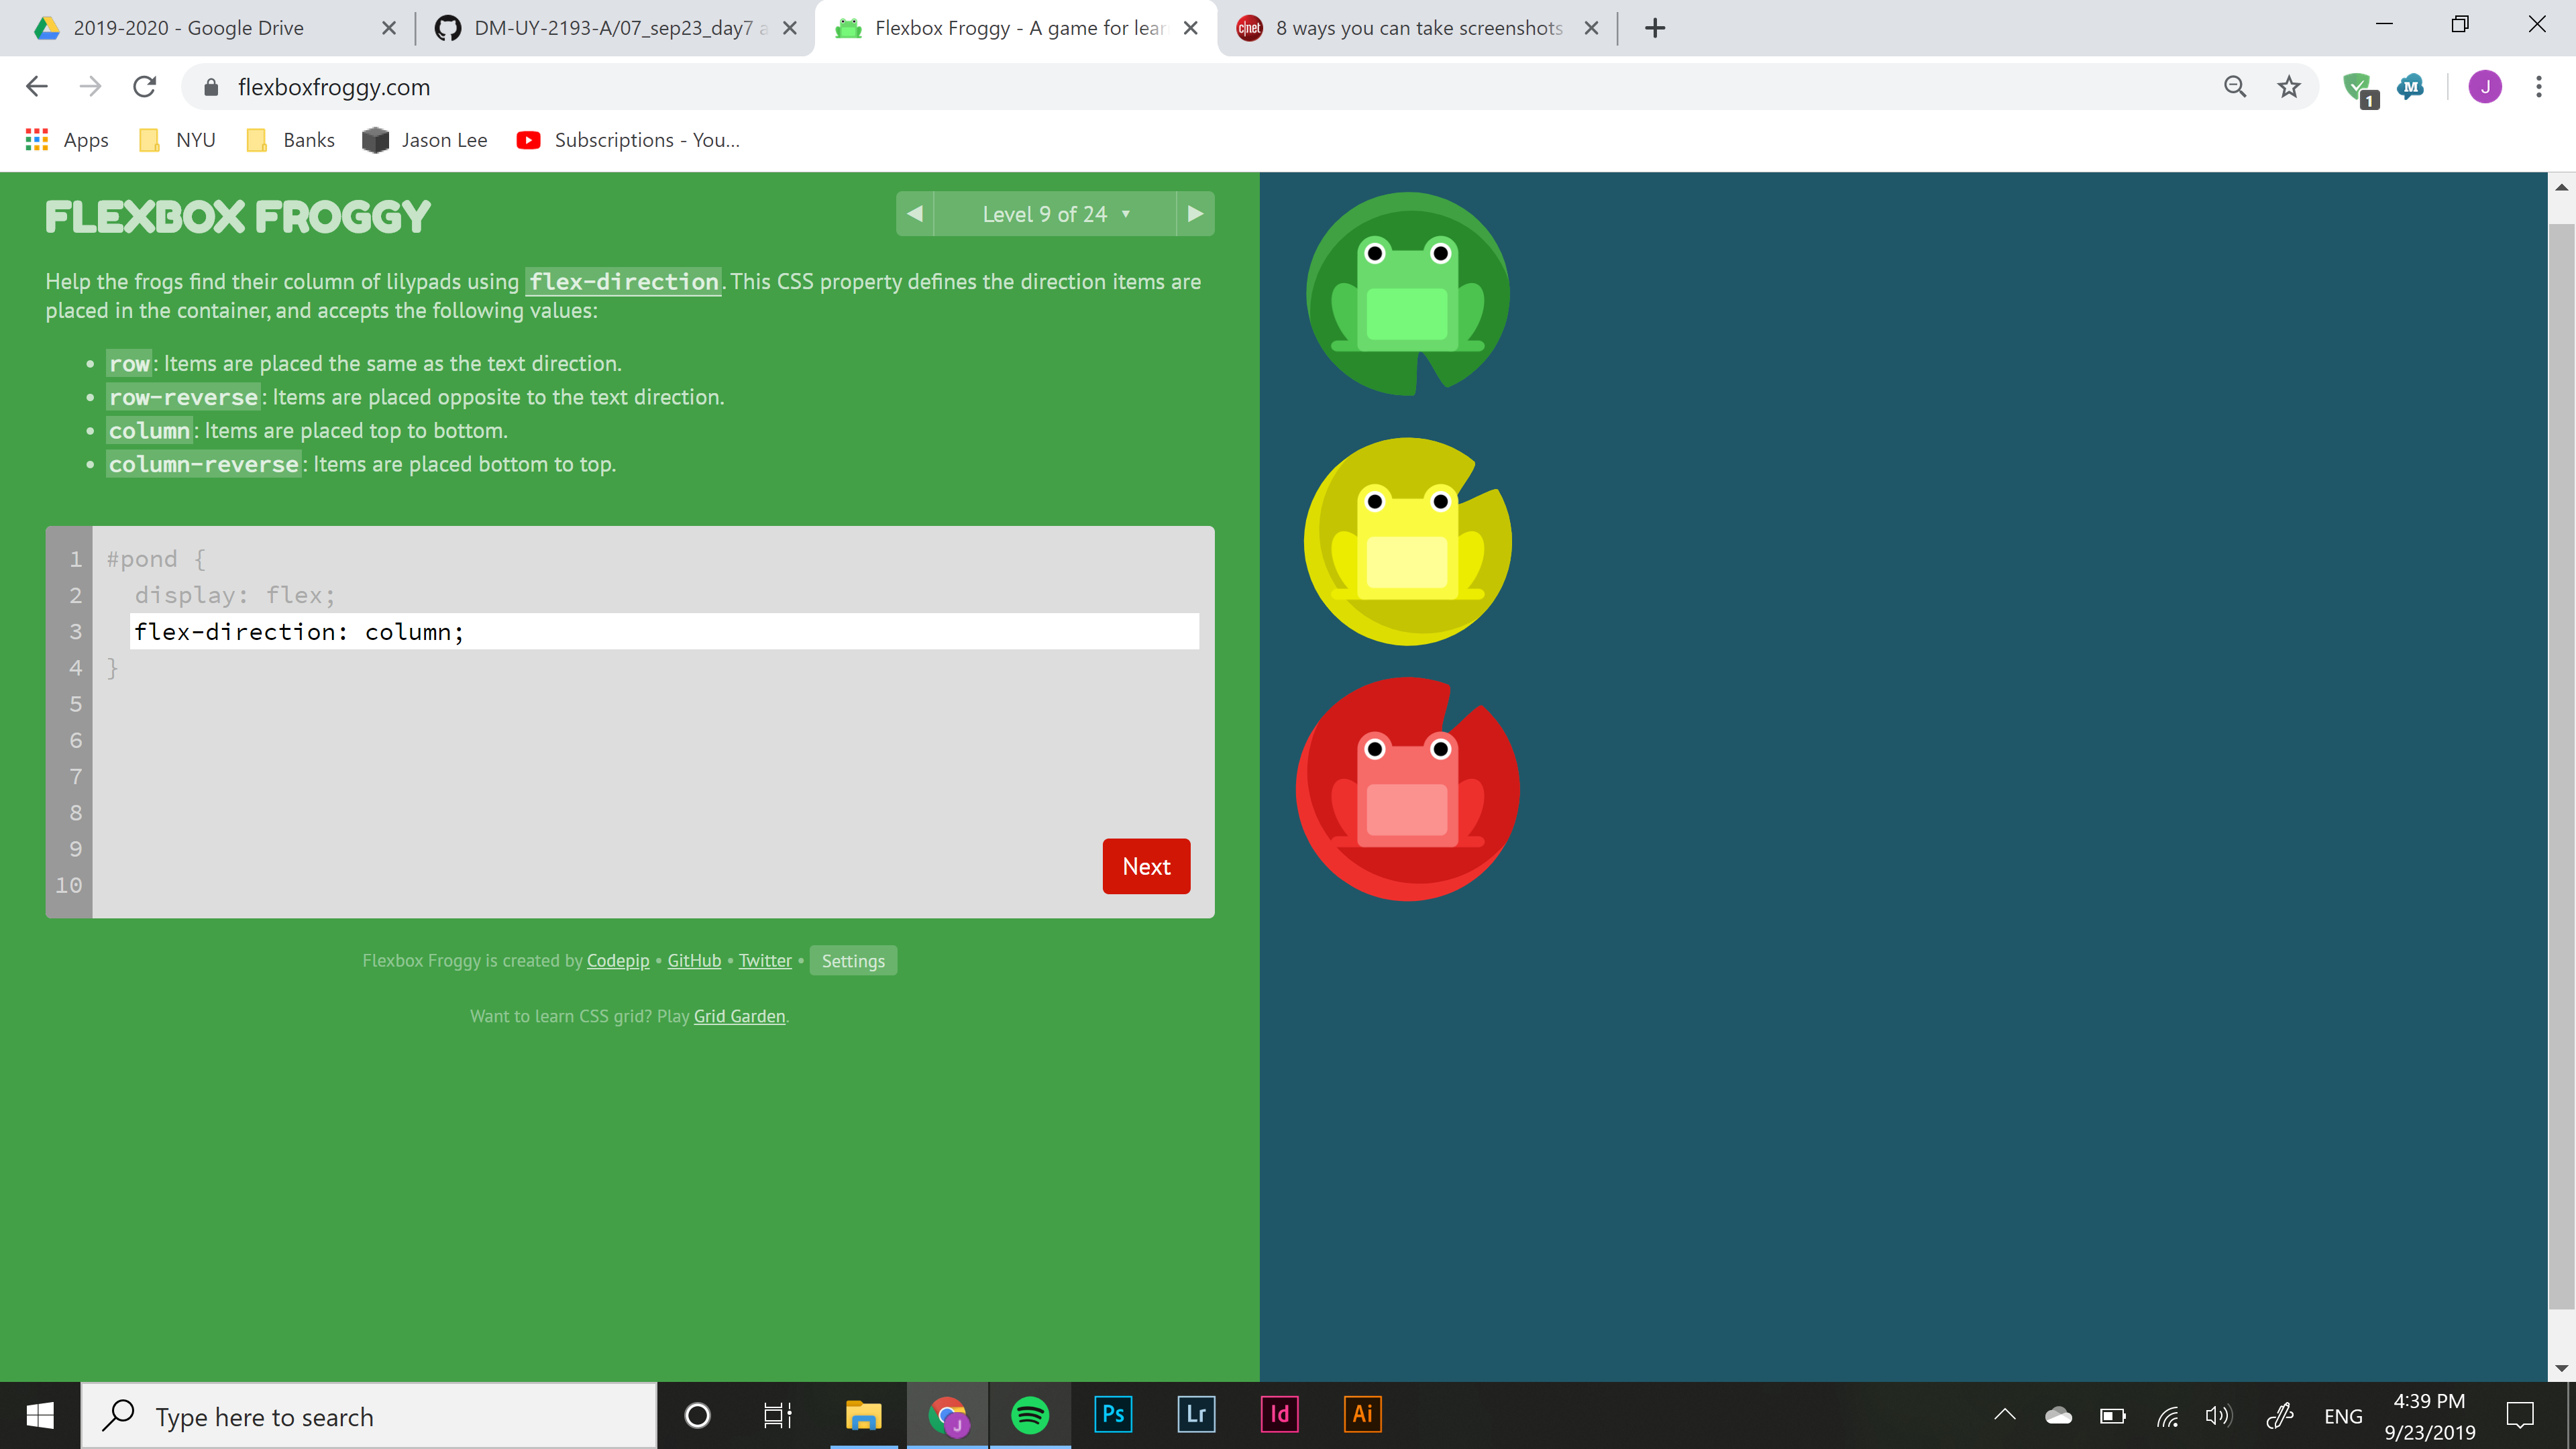 2019-2020 - Google Drive
DM-UY-2193-A/07_sep23_day7 a
Flexbox Froggy - A game for lear
c|net
8 ways you can take screenshots
flexboxfroggy.com
1
M
J
Apps
NYU
Banks
Jason Lee
Subscriptions - You...
FLEXBOX FROGGY
Level 9 of 24
Help the frogs find their column of lilypads using flex-direction. This CSS property defines the direction items are
placed in the container, and accepts the following values:
• row: Items are placed the same as the text direction.
• row-reverse: Items are placed opposite to the text direction.
• column: Items are placed top to bottom.
• column-reverse: Items are placed bottom to top.
1 #pond {
2 display: flex;
3 flex-direction: column;
4 }
5
6
7
8
9
10
Next
Flexbox Froggy is created by Codepip • GitHub • Twitter • Settings
Want to learn CSS grid? Play Grid Garden.
Type here to search
J
Ps
Lr
Id
Ai
ENG
4:39 PM
9/23/2019